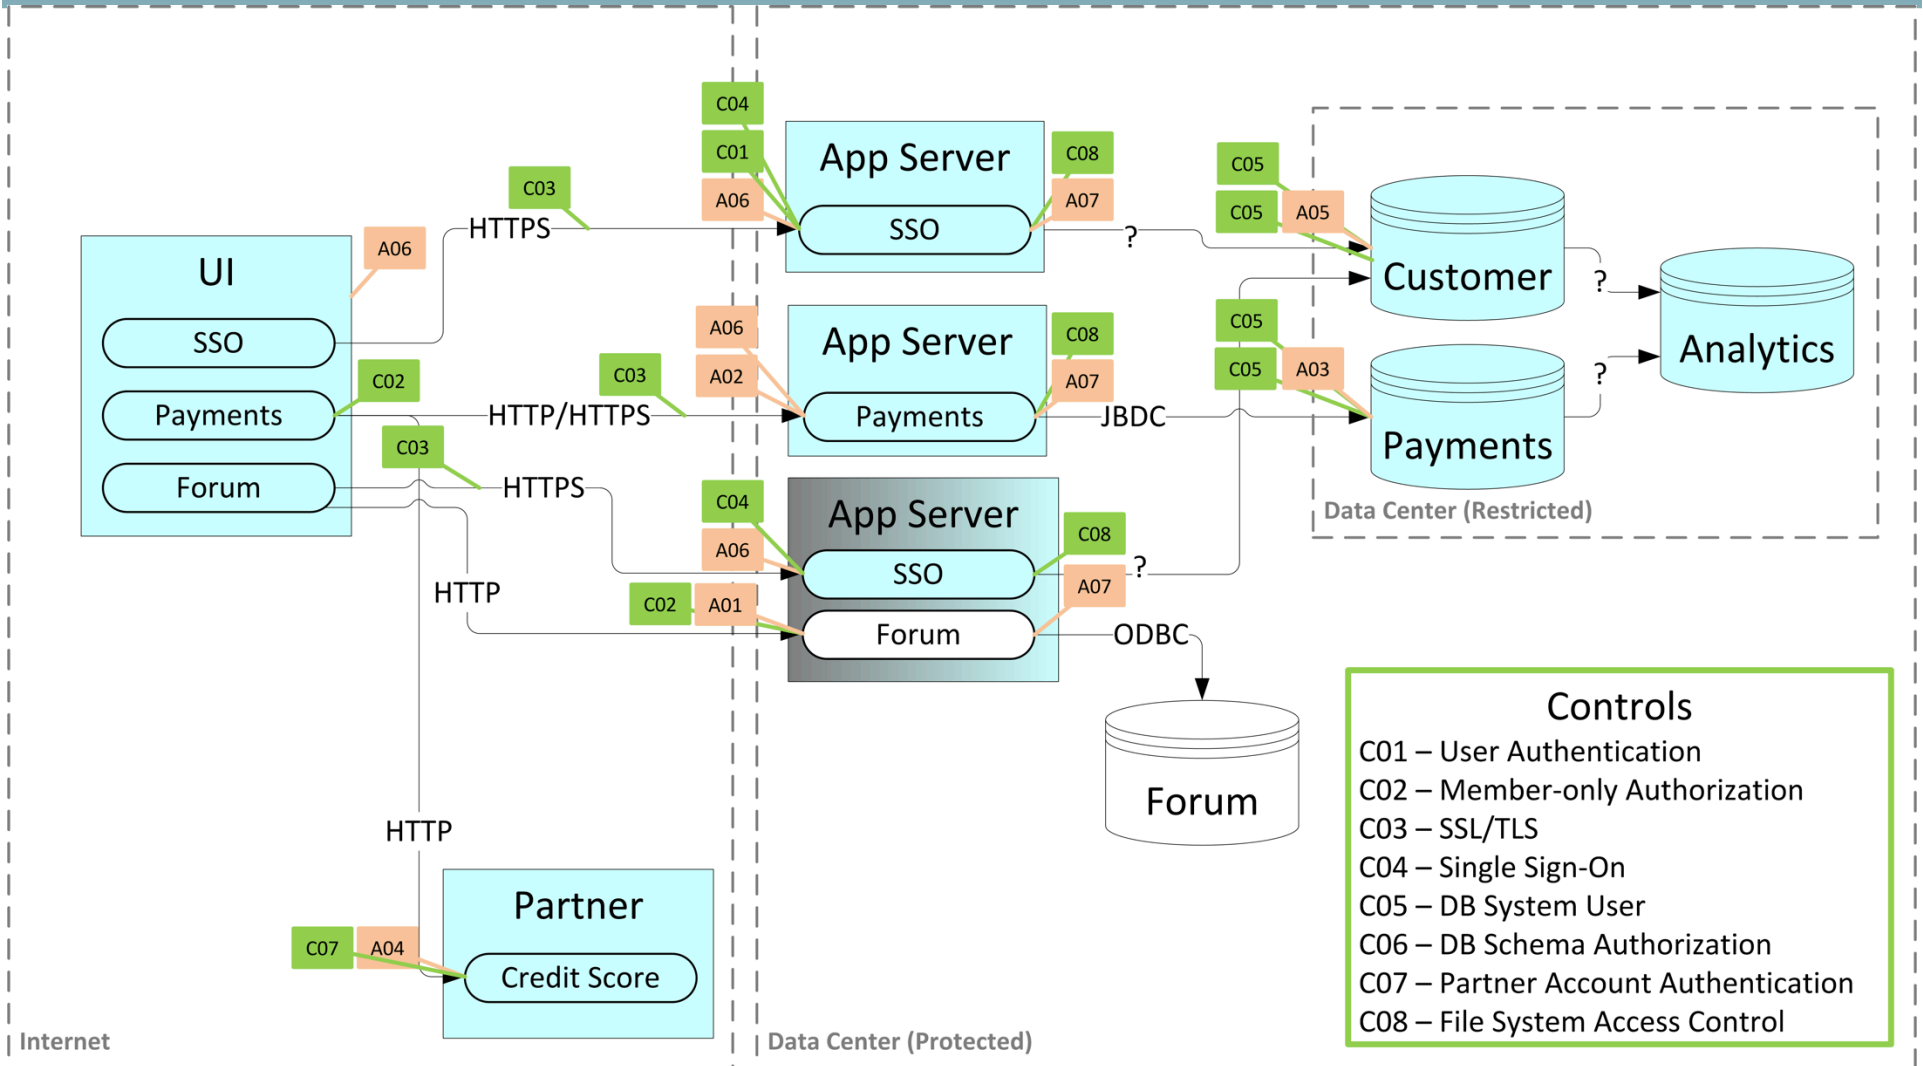 C04
App Server
C01
C08
C03
A06
A07
SSO
HTTPS
?
C05
C05
A05
Customer
?
Analytics
UI
A06
SSO
C02
Payments
Forum
C03
HTTP/HTTPS
A06
A02
App Server
C08
A07
Payments
JBDC
C05
C05
A03
Payments
?
Data Center (Restricted)
C03
HTTPS
C04
A06
App Server
SSO
C08
?
HTTP
C02
A01
Forum
A07
ODBC
Forum
HTTP
Partner
C07
A04
Credit Score
Internet
Data Center (Protected)
Controls
C01 – User Authentication
C02 – Member-only Authorization
C03 – SSL/TLS
C04 – Single Sign-On
C05 – DB System User
C06 – DB Schema Authorization
C07 – Partner Account Authentication
C08 – File System Access Control